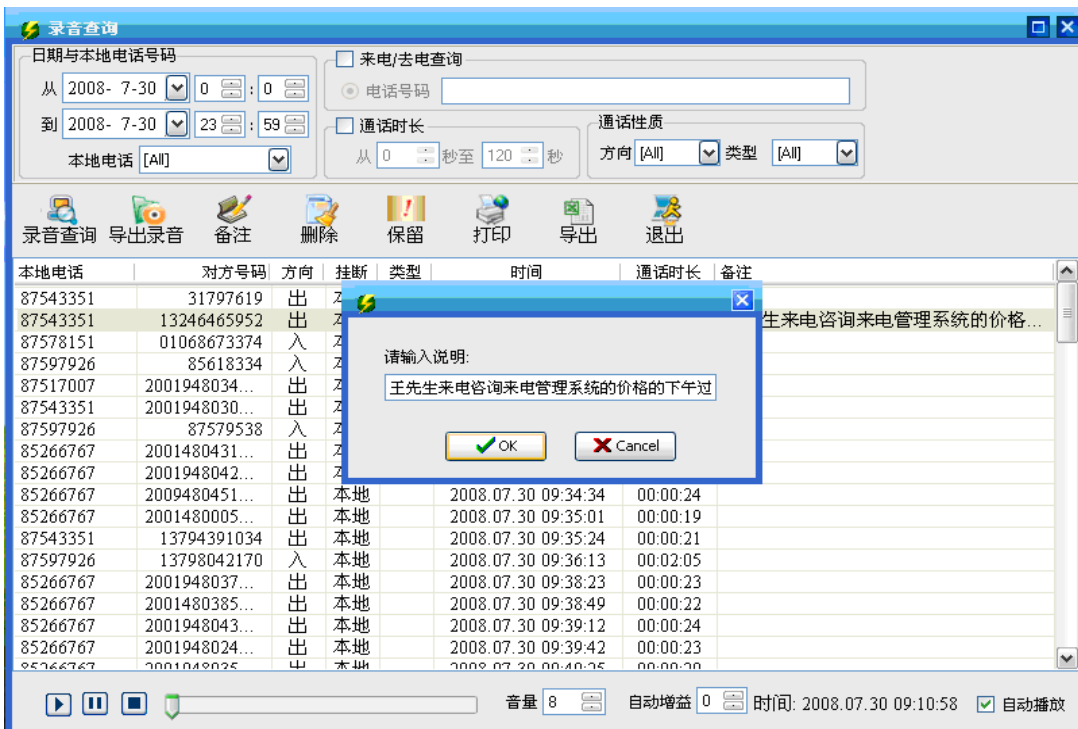 录音查询
日期与本地电话号码
来电/去电查询
从 2008- 7-30 0 : 0
电话号码
到 2008- 7-30 23 : 59
通话时长
通话性质
本地电话 [All]
从 0 秒至 120 秒
方向 [All] 类型 [All]
录音查询 导出录音 备注 删除 保留 打印 导出 退出
本地电话 对方号码 方向 挂断 类型 时间 通话时长 备注
87543351 31797619 出
87543351 13246465952 出 生来电咨询来电管理系统的价格...
87578151 01068673374 入
87597926 85618334 入
87517007 2001948034... 出
87543351 2001948030... 出
87597926 87579538 入
85266767 2001480431... 出
85266767 2001948042... 出
请输入说明:
王先生来电咨询来电管理系统的价格的下午过
OK Cancel
85266767 2009480451... 出 本地 2008.07.30 09:34:34 00:00:24
85266767 2001480005... 出 本地 2008.07.30 09:35:01 00:00:19
87543351 13794391034 出 本地 2008.07.30 09:35:24 00:00:21
87597926 13798042170 入 本地 2008.07.30 09:36:13 00:02:05
85266767 2001948037... 出 本地 2008.07.30 09:38:23 00:00:23
85266767 2001480385... 出 本地 2008.07.30 09:38:49 00:00:22
85266767 2001948043... 出 本地 2008.07.30 09:39:12 00:00:24
85266767 2001948024... 出 本地 2008.07.30 09:39:42 00:00:23
音量 8 自动增益 0 时间: 2008.07.30 09:10:58 自动播放